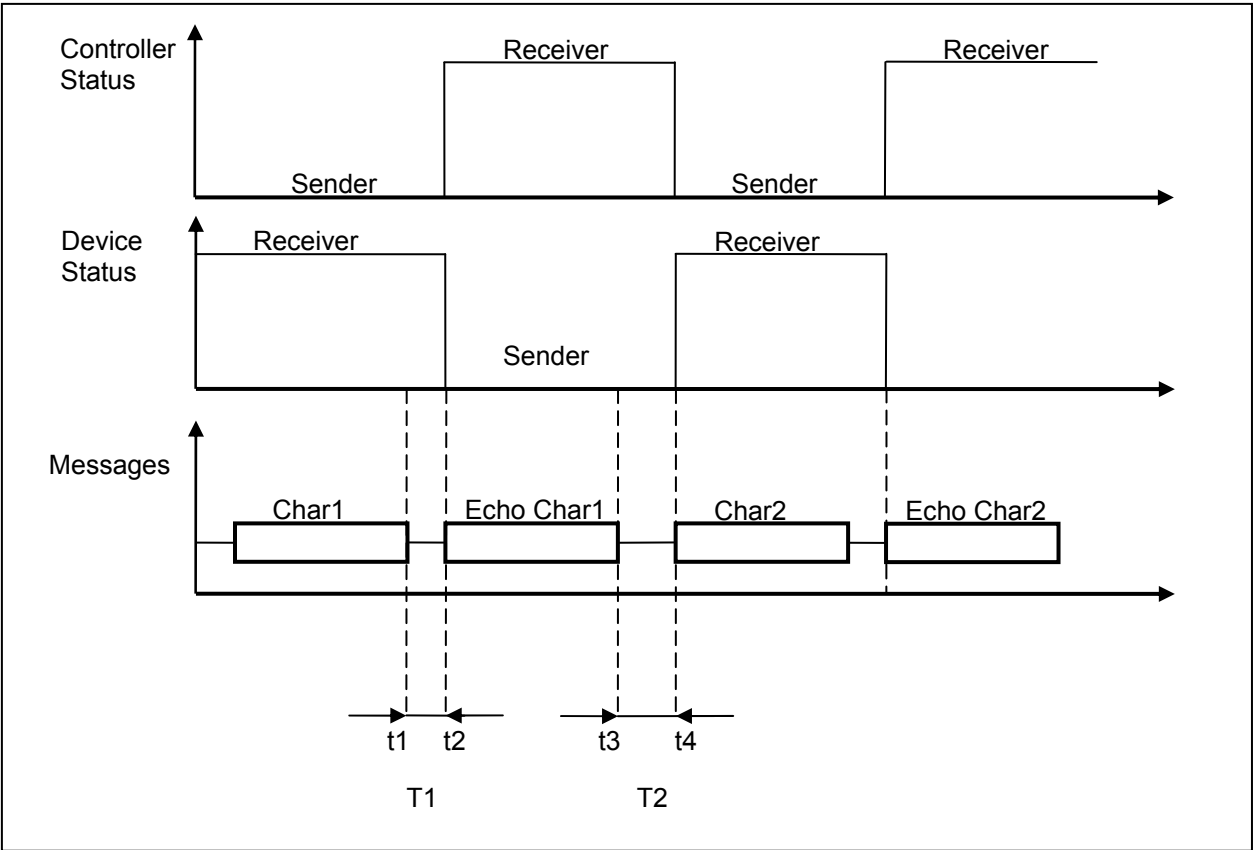 Controller
Status
Receiver
Receiver
Sender
Sender
Device
Status
Receiver
Receiver
Sender
Messages
Char1
Echo Char1
Char2
Echo Char2
t1
t2
t3
t4
T1
T2